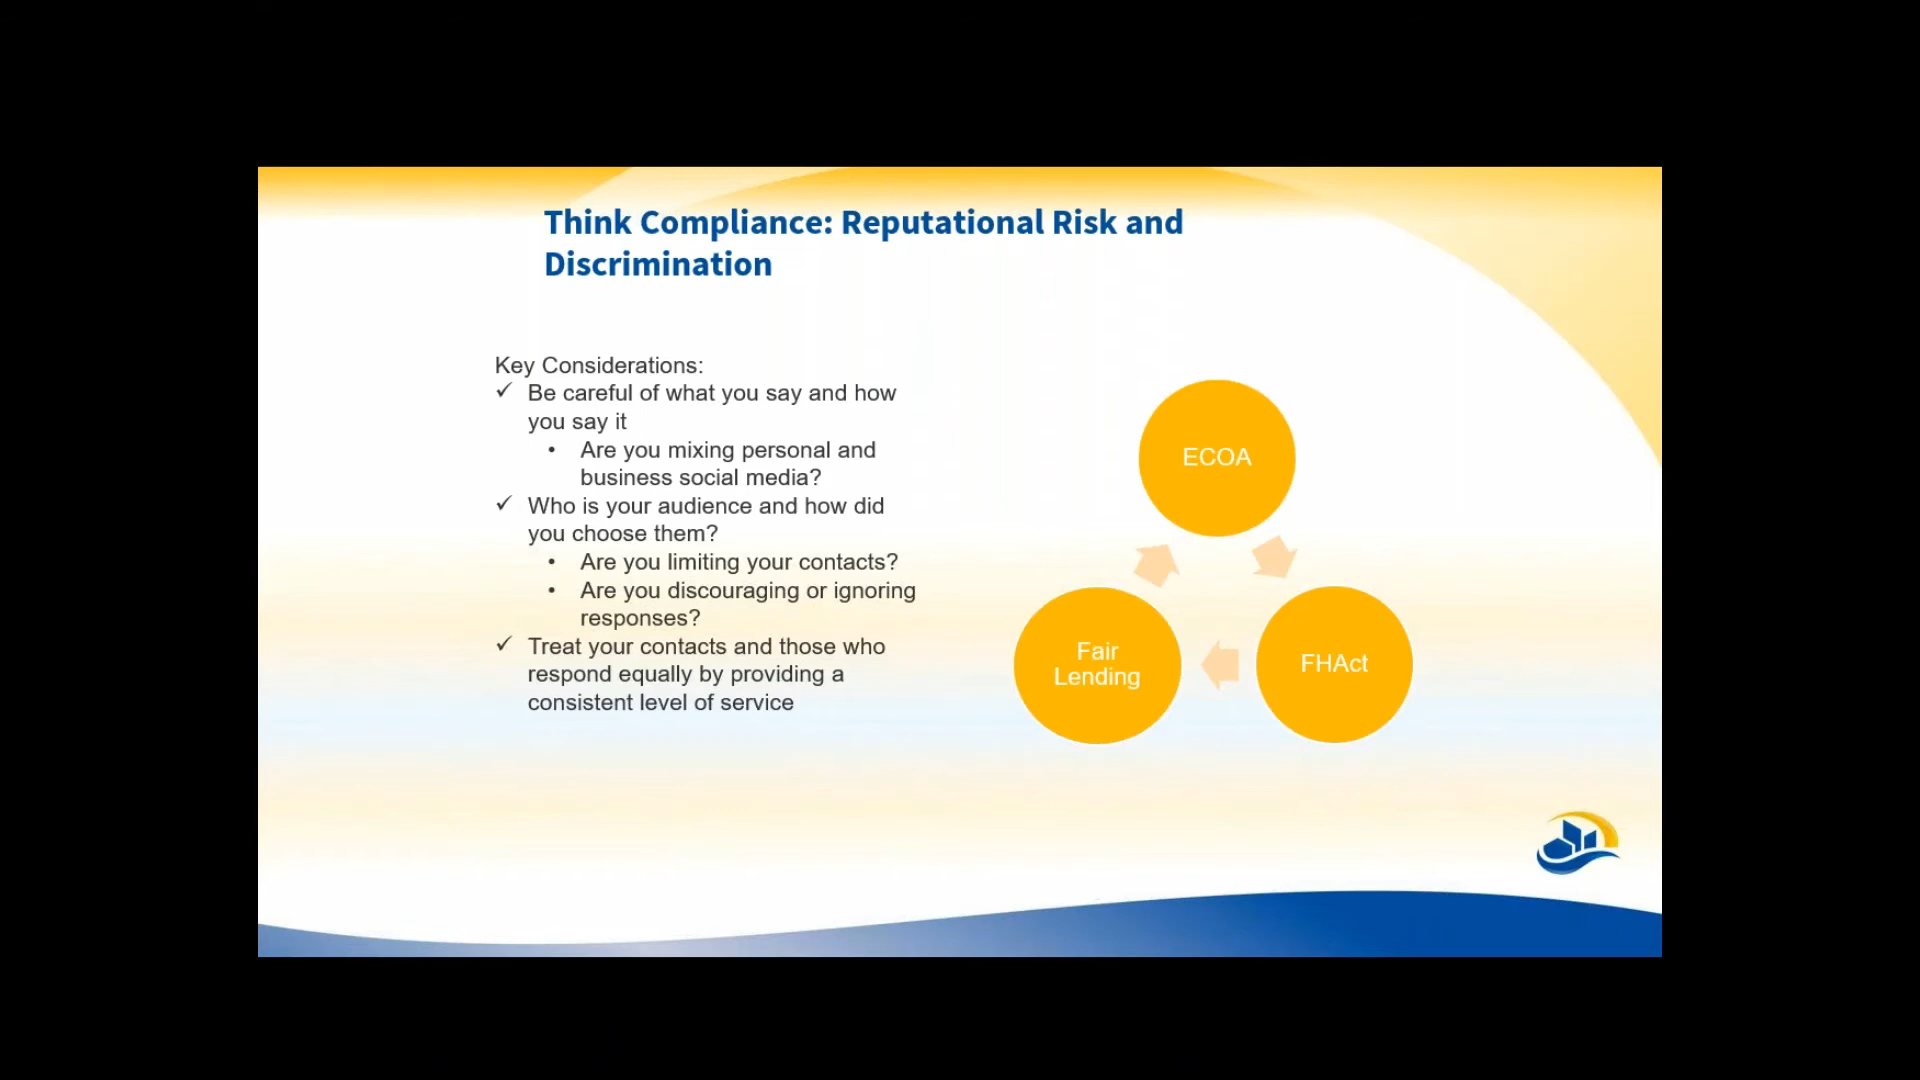 Think Compliance: Reputational Risk and
Discrimination
Key Considerations:
✓ Be careful of what you say and how
you say it
• Are you mixing personal and
business social media?
✓ Who is your audience and how did
you choose them?
• Are you limiting your contacts?
• Are you discouraging or ignoring
responses?
✓ Treat your contacts and those who
respond equally by providing a
consistent level of service
ECOA
FHAct
Fair
Lending